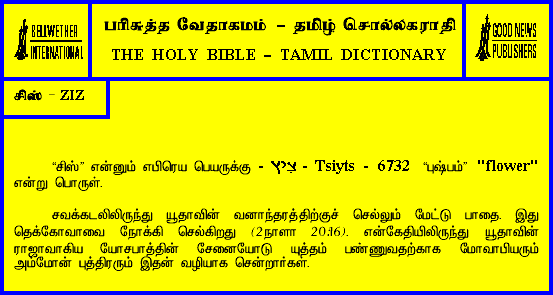 BELLWETHER
INTERNATIONAL
பரிசுத்த வேதாகமம் – தமிழ் சொல்லகராதி
THE HOLY BIBLE – TAMIL DICTIONARY
GOOD NEWS
PUBLISHERS
சிஸ் - ZIZ
“சிஸ்” என்னும் எபிரெய பெயருக்கு - צִיץ - Tsiyts - 6732 “புஷ்பம்” "flower"
என்று பொருள்.
சவக்கடலிலிருந்து யூதாவின் வனாந்தரத்திற்குச் செல்லும் மேட்டு பாதை. இது
தெக்கோவாவை நோக்கி செல்கிறது (2நாளா 20:16). என்கேதியிலிருந்து யூதாவின்
ராஜாவாகிய யோசபாத்தின் சேனையோடு யுத்தம் பண்ணுவதற்காக மோவாபியரும்
அம்மோன் புத்திரரும் இதன் வழியாக சென்றார்கள்.